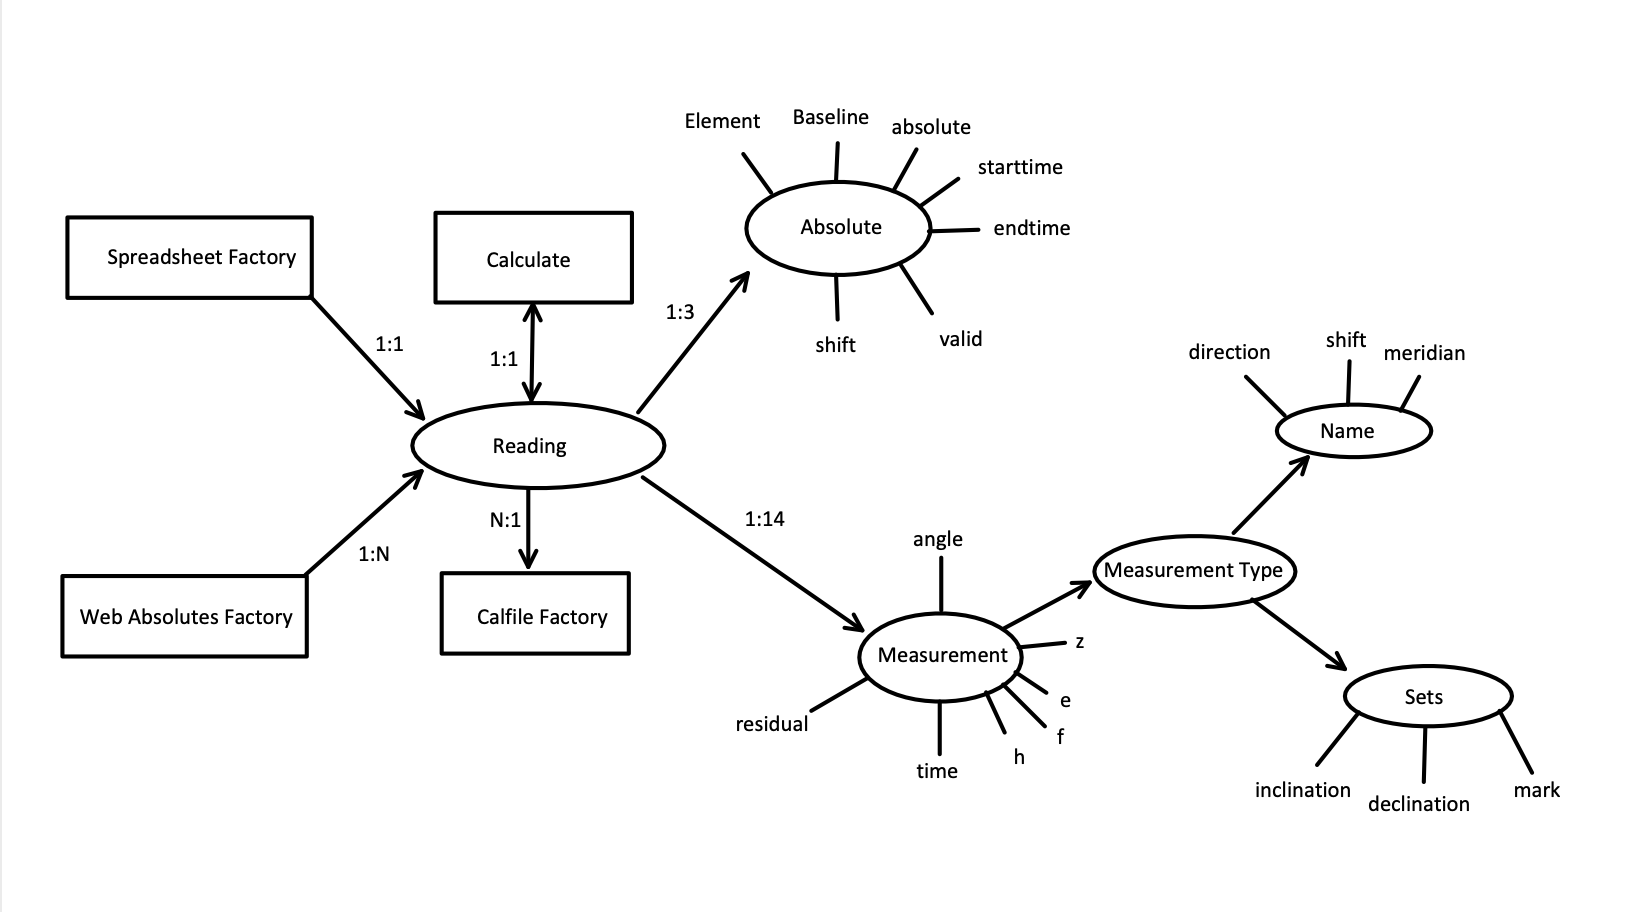 Element
Baseline
absolute
starttime
Absolute
endtime
shift
valid
Spreadsheet Factory
Calculate
1:3
1:1
1:1
Reading
direction
shift
meridian
Name
N:1
1:14
1:N
Web Absolutes Factory
Calfile Factory
angle
Measurement Type
Measurement
z
e
f
h
residual
time
Sets
inclination
declination
mark